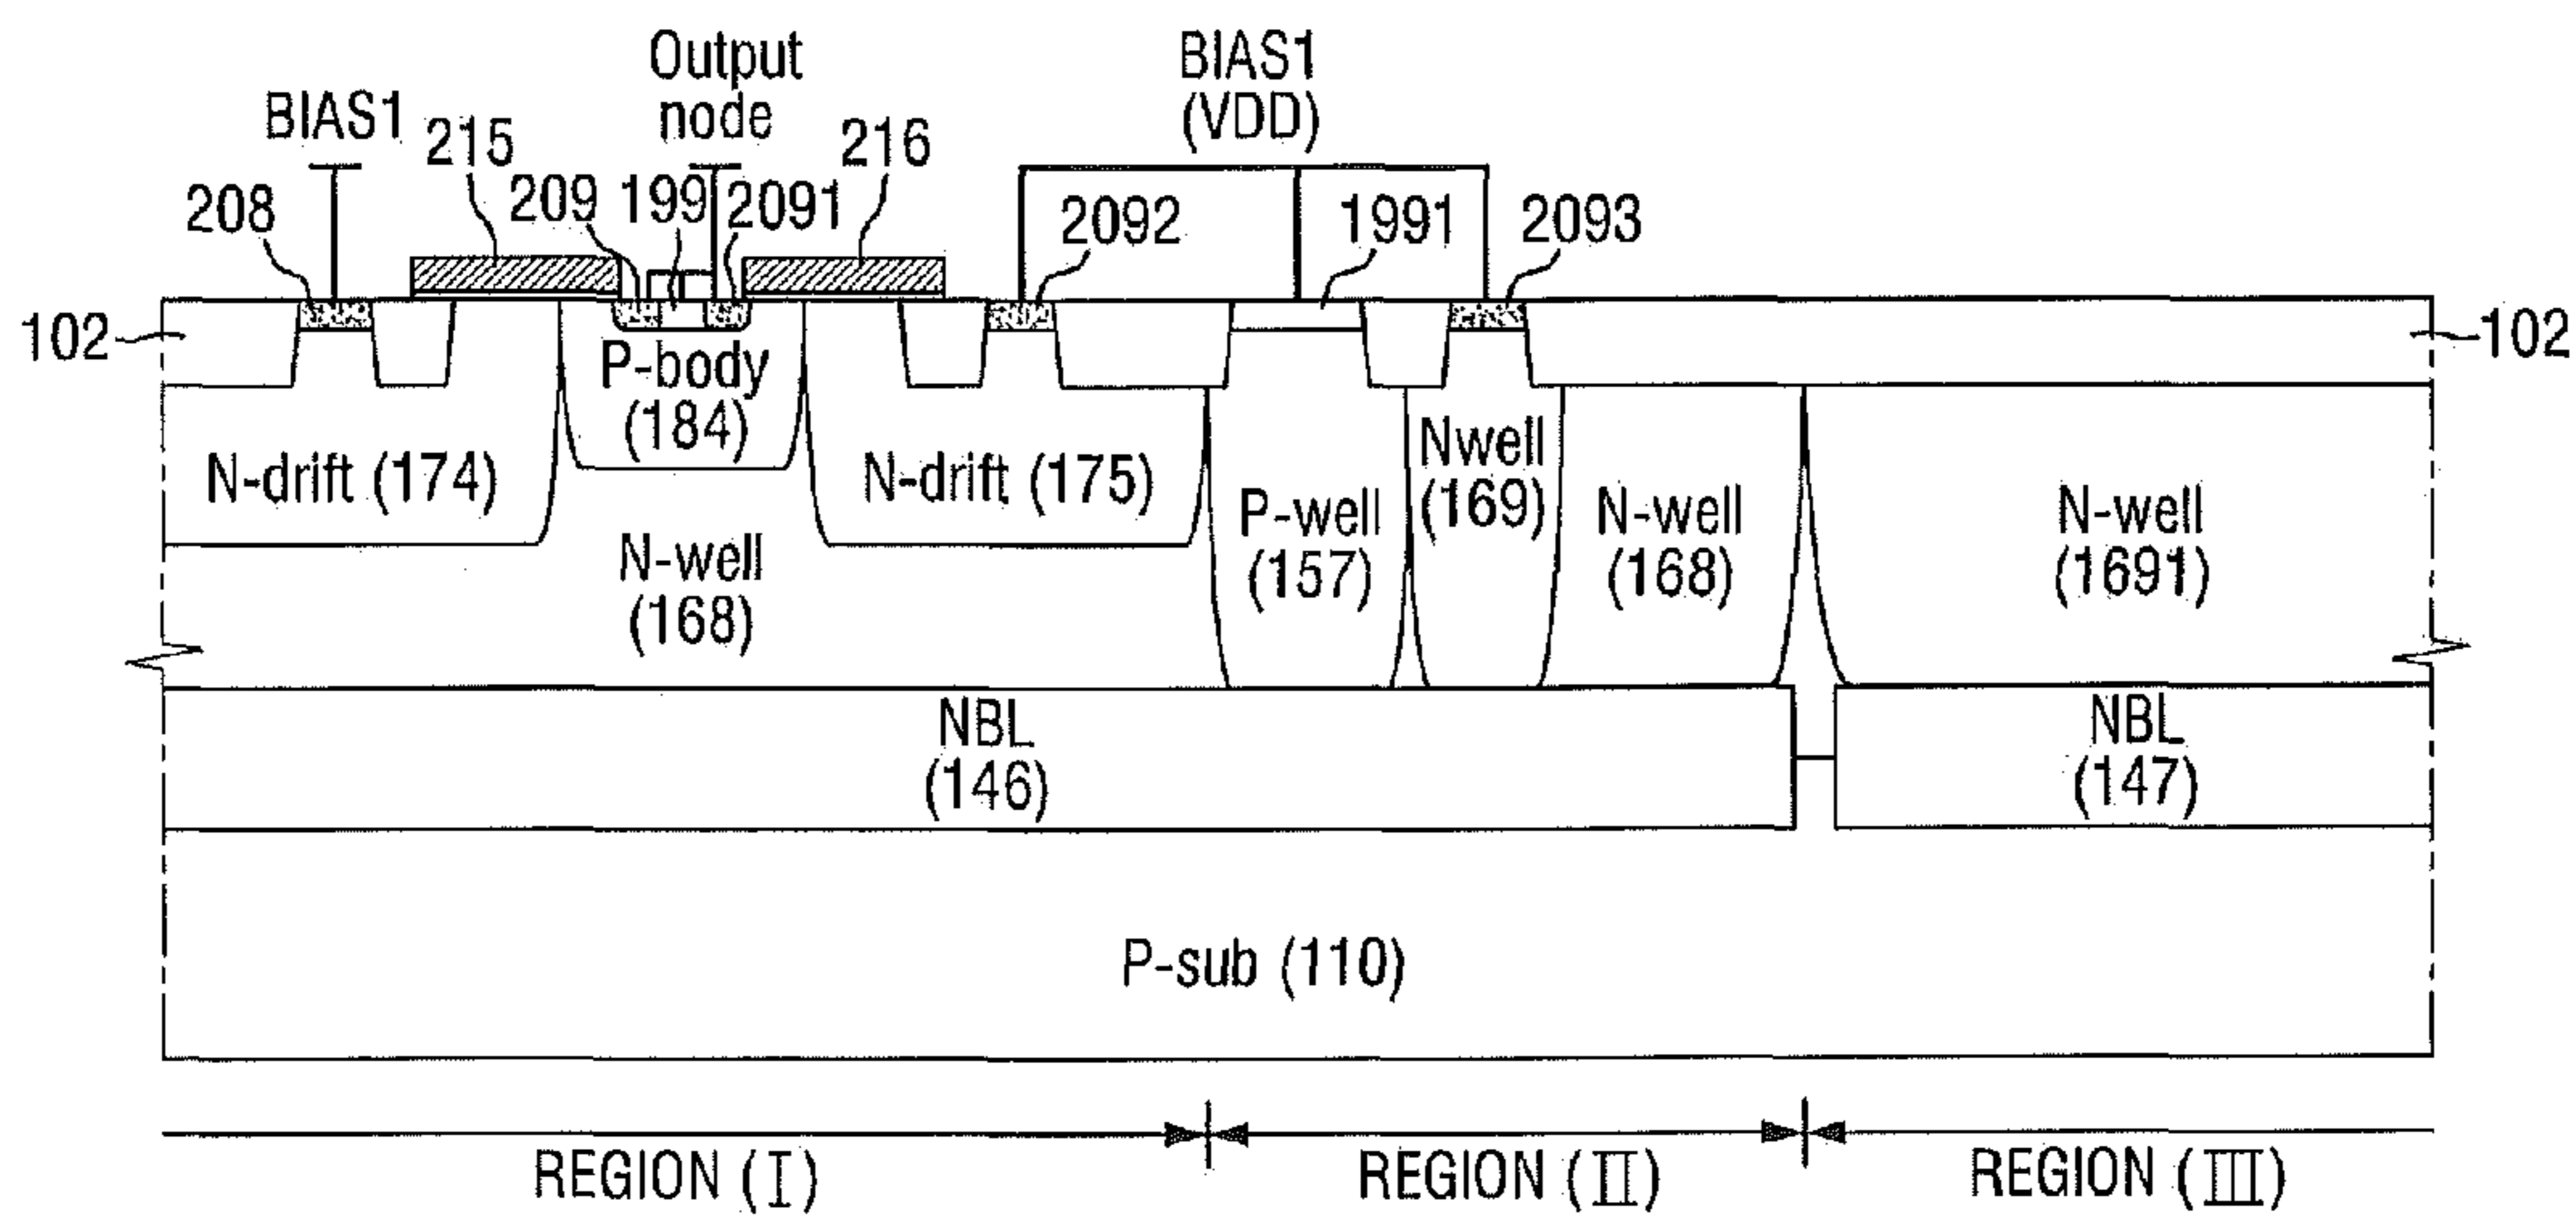 Output
node
BIAS1
BIAS1
(VDD)
215
216
208
209
199
2091
2092
1991
2093
102
102
P-body
(184)
N-drift (174)
N-drift (175)
Nwell
(169)
P-well
(157)
N-well
(168)
N-well
(1691)
N-well
(168)
NBL
(146)
NBL
(147)
P-sub (110)
REGION (I)
REGION (II)
REGION (III)